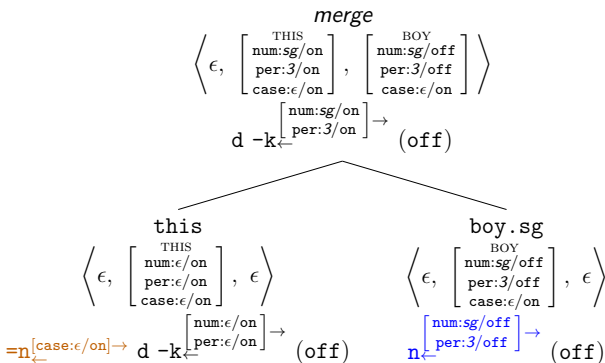 merge
⟨ϵ, [THIS num:sg/on per:3/on case:ϵ/on], [BOY num:sg/off per:3/off case:ϵ/on]⟩
d -k←[num:sg/on per:3/on]→ (off)
this boy.sg
⟨ϵ, [THIS num:ϵ/on per:ϵ/on case:ϵ/on], ϵ⟩ ⟨ϵ, [BOY num:sg/off per:3/off case:ϵ/on], ϵ⟩
=n←[case:ϵ/on]→ d -k←[num:ϵ/on per:ϵ/on]→ (off) n←[num:sg/off per:3/off]→ (off)